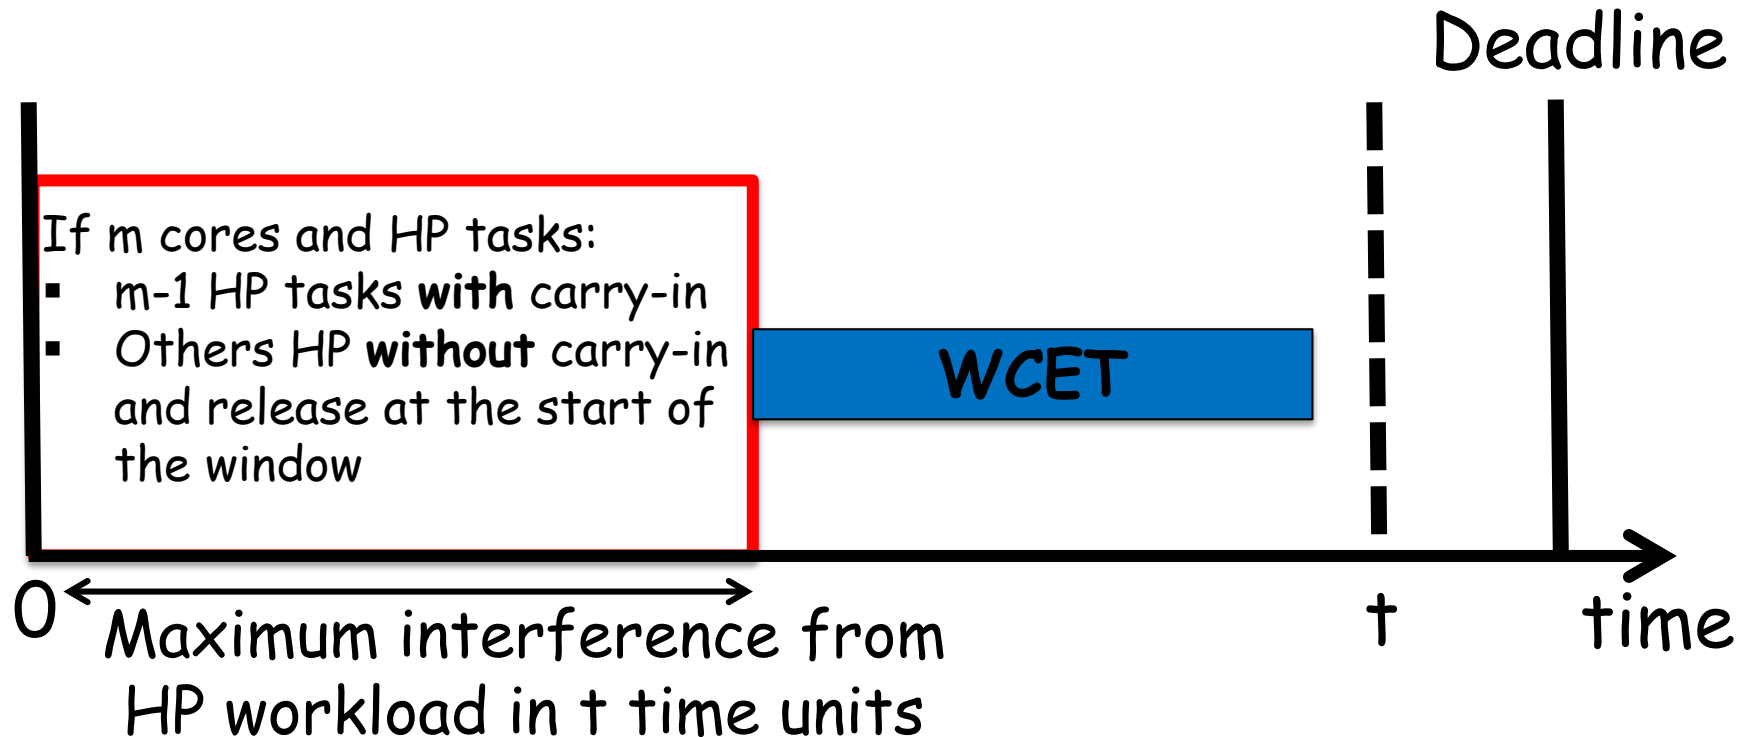 Deadline
If m cores and HP tasks:
▪ m-1 HP tasks with carry-in
▪ Others HP without carry-in
and release at the start of
the window
WCET
0
t
time
Maximum interference from
HP workload in t time units